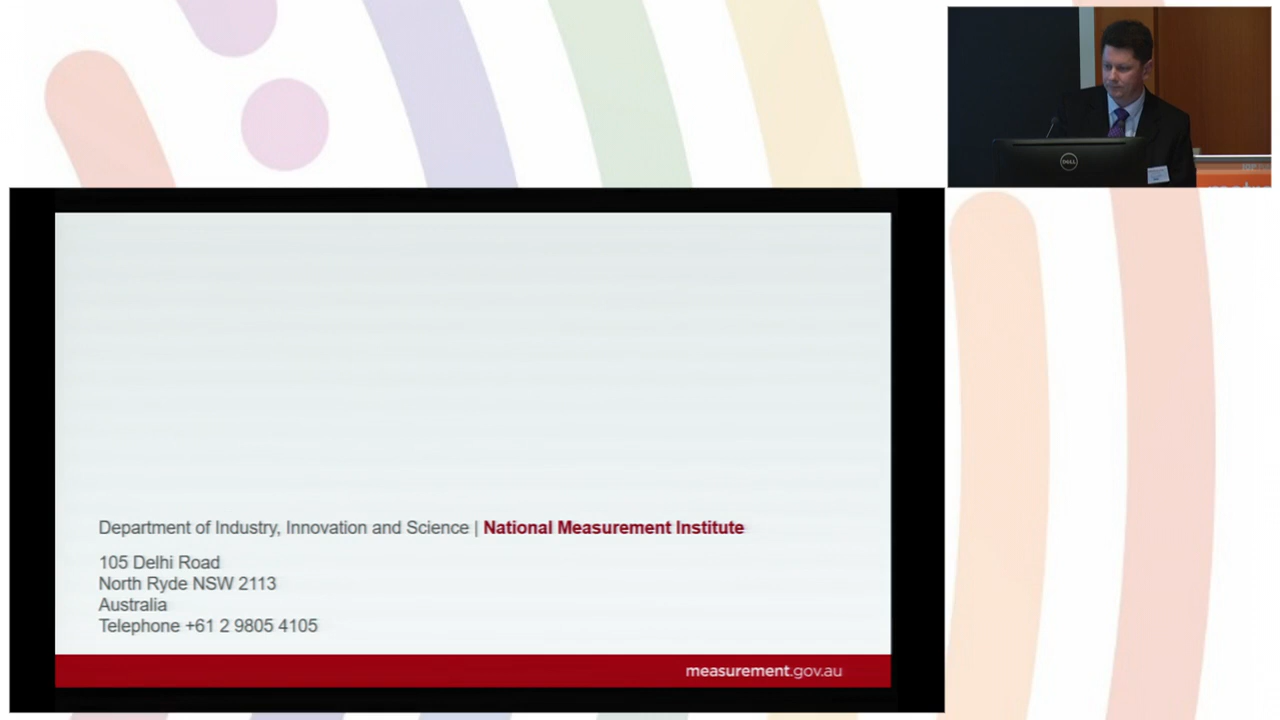 DELL
Department of Industry, Innovation and Science | National Measurement Institute
105 Delhi Road
North Ryde NSW 2113
Australia
Telephone +61 2 9805 4105
measurement.gov.au